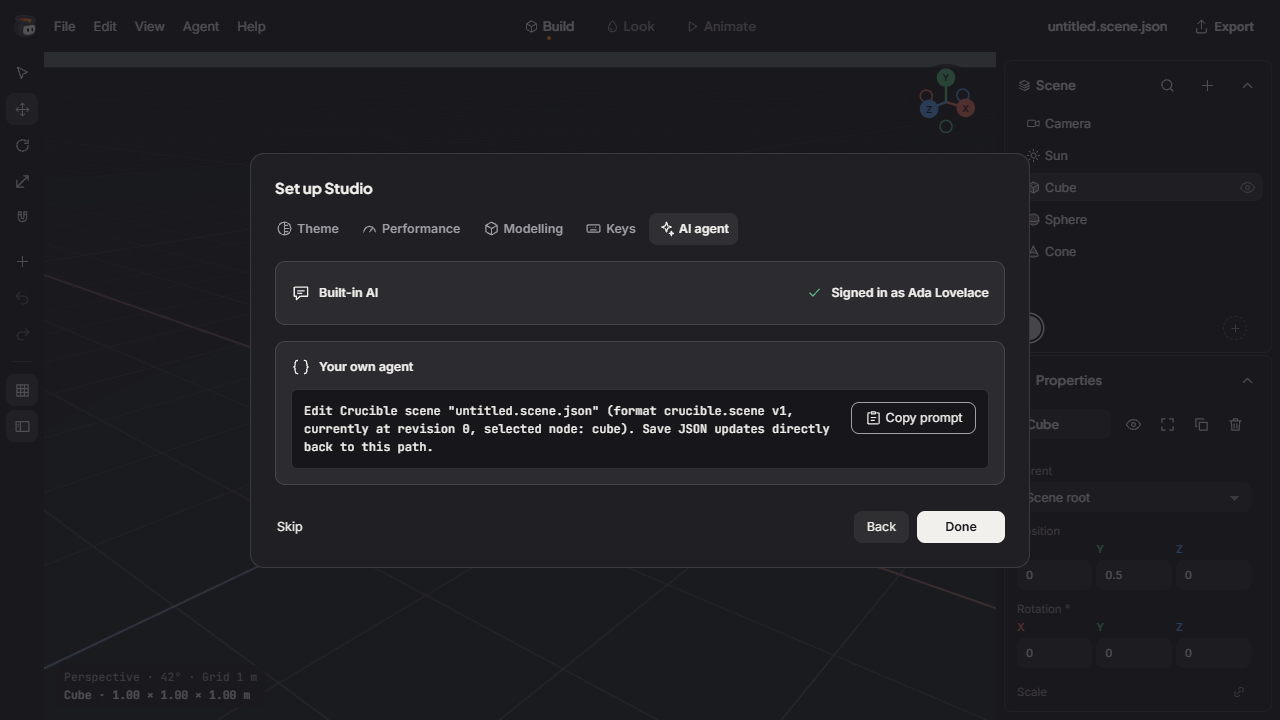 File Edit View Agent Help
Build Look Animate
untitled.scene.json Export
Y
Z X
Scene
Camera
Sun
Cube
Sphere
Cone
Set up Studio
Theme Performance Modelling Keys AI agent
Built-in AI
Signed in as Ada Lovelace
Your own agent
Edit Crucible scene "untitled.scene.json" (format crucible.scene v1,
currently at revision 0, selected node: cube). Save JSON updates directly
back to this path.
Copy prompt
Skip
Back
Done
Properties
Cube
Scene root
Y Z
0 0.5 0
Rotation *
X Y Z
0 0 0
Scale
Perspective · 42° · Grid 1 m
Cube · 1.00 × 1.00 × 1.00 m